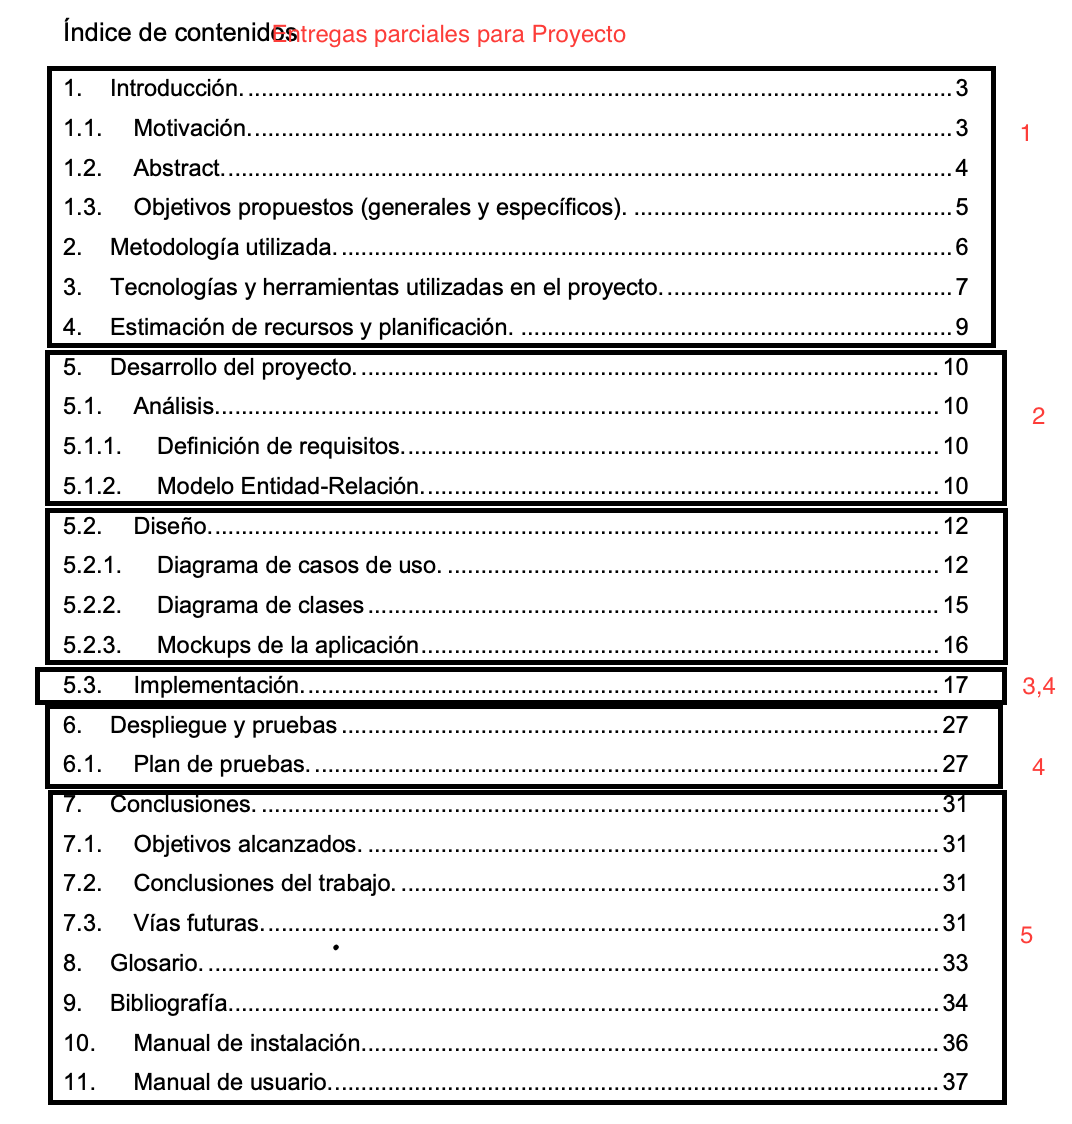 Índice de contenidos Entregas parciales para Proyecto
1. Introducción. 3
1.1. Motivación. 3
1
1.2. Abstract. 4
1.3. Objetivos propuestos (generales y específicos). 5
2. Metodología utilizada. 6
3. Tecnologías y herramientas utilizadas en el proyecto. 7
4. Estimación de recursos y planificación. 9
5. Desarrollo del proyecto. 10
5.1. Análisis. 10
2
5.1.1. Definición de requisitos. 10
5.1.2. Modelo Entidad-Relación. 10
5.2. Diseño. 12
5.2.1. Diagrama de casos de uso. 12
5.2.2. Diagrama de clases 15
5.2.3. Mockups de la aplicación 16
5.3. Implementación. 17
3,4
6. Despliegue y pruebas 27
6.1. Plan de pruebas. 27
4
7. Conclusiones. 31
7.1. Objetivos alcanzados. 31
7.2. Conclusiones del trabajo. 31
7.3. Vías futuras. 31
5
8. Glosario. 33
9. Bibliografía 34
10. Manual de instalación 36
11. Manual de usuario. 37